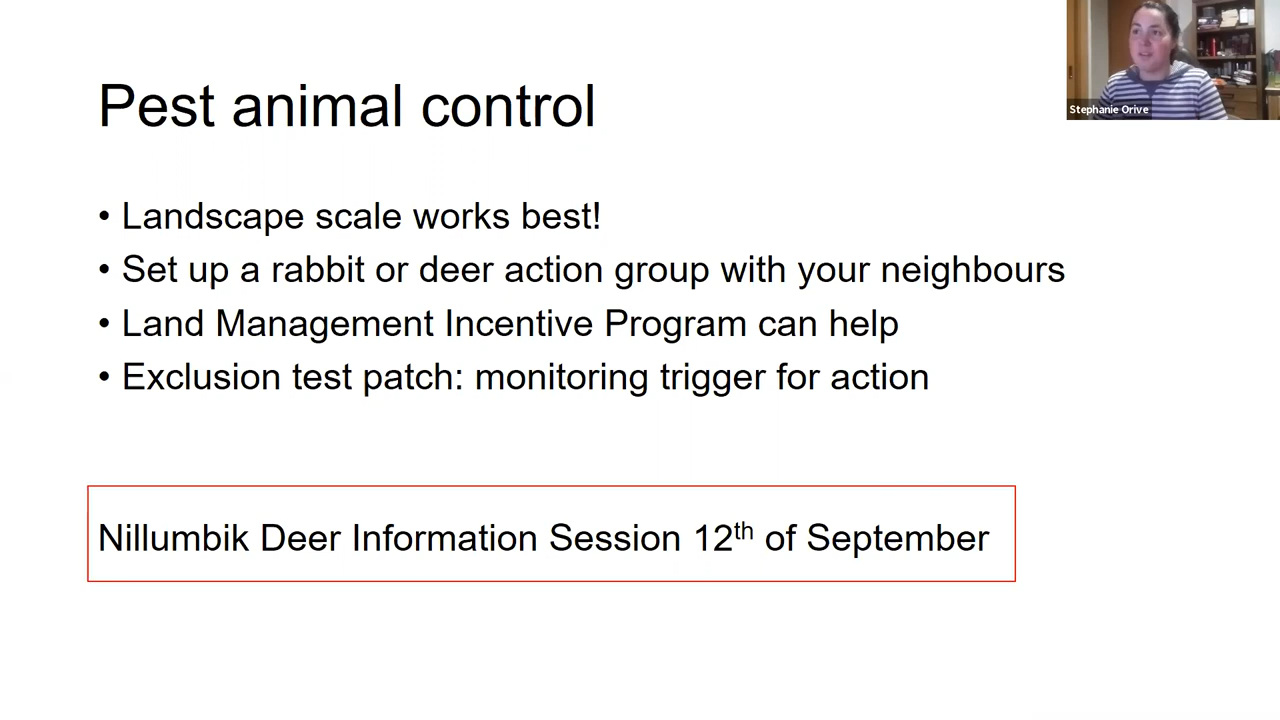 Pest animal control
Stephanie Orive
• Landscape scale works best!
• Set up a rabbit or deer action group with your neighbours
• Land Management Incentive Program can help
• Exclusion test patch: monitoring trigger for action
Nillumbik Deer Information Session 12th of September